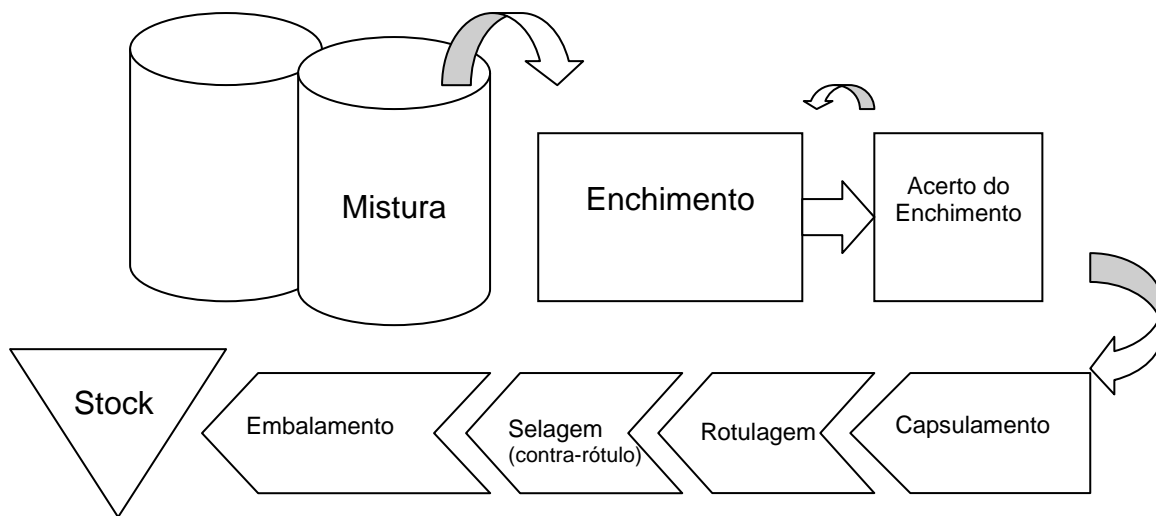 Mistura
Enchimento
Acerto do
Enchimento
Capsulamento
Rotulagem
Selagem
(contra-rótulo)
Embalamento
Stock